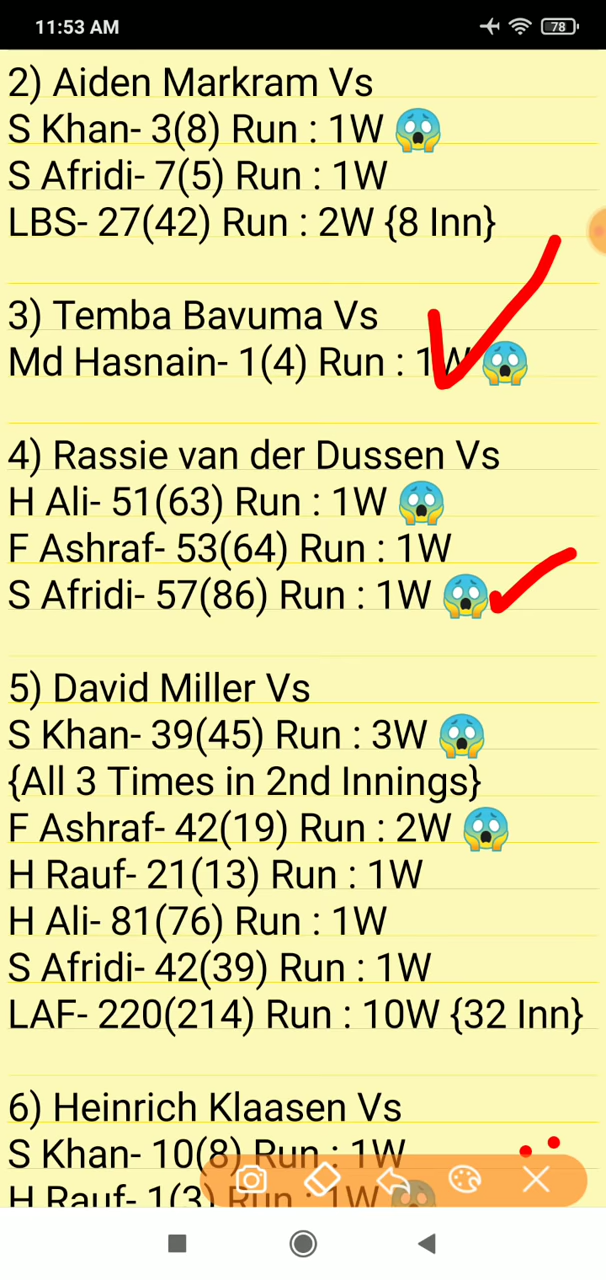 11:53 AM
78
2) Aiden Markram Vs
S Khan- 3(8) Run : 1W 😱
S Afridi- 7(5) Run : 1W
LBS- 27(42) Run : 2W {8 Inn}
3) Temba Bavuma Vs
Md Hasnain- 1(4) Run : 1W 😱
4) Rassie van der Dussen Vs
H Ali- 51(63) Run : 1W 😱
F Ashraf- 53(64) Run : 1W
S Afridi- 57(86) Run : 1W 😱
5) David Miller Vs
S Khan- 39(45) Run : 3W 😱
{All 3 Times in 2nd Innings}
F Ashraf- 42(19) Run : 2W 😱
H Rauf- 21(13) Run : 1W
H Ali- 81(76) Run : 1W
S Afridi- 42(39) Run : 1W
LAF- 220(214) Run : 10W {32 Inn}
6) Heinrich Klaasen Vs
S Khan- 10(8) Run : 1W
H Rauf- 1(3) Run : 1W 😱